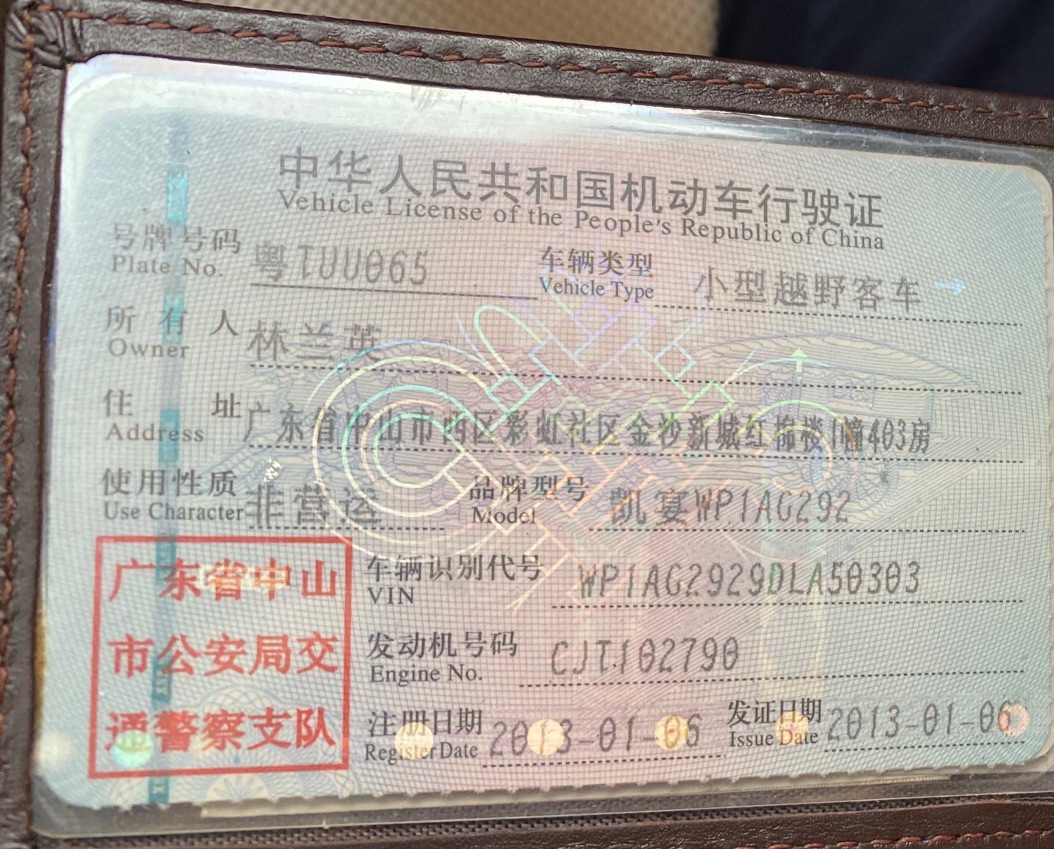 中华人民共和国机动车行驶证
Vehicle License of the People's Republic of China
号牌号码 粤TUU065 车辆类型 小型越野客车
Plate No. Vehicle Type
所有人 林兰英
Owner
住址 广东省中山市西区彩虹社区金沙新城红棉楼1幢403房
Address
使用性质 非营运 品牌型号 凯宴WP1AG292
Use Character Model
广东省中山
市公安局交
通警察支队
车辆识别代号 WP1AG2929DLA50303
VIN
发动机号码 CJT102790
Engine No.
注册日期 2013-01-06 发证日期 2013-01-06
Register Date Issue Date